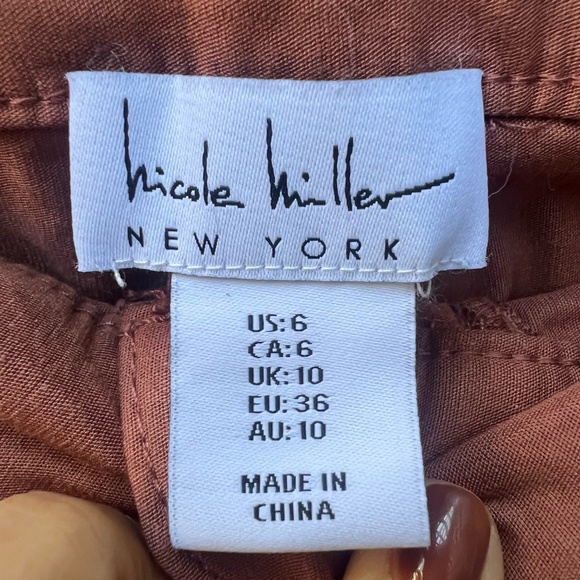 nicole miller
NEW YORK
US: 6
CA: 6
UK: 10
EU: 36
AU: 10
MADE IN
CHINA